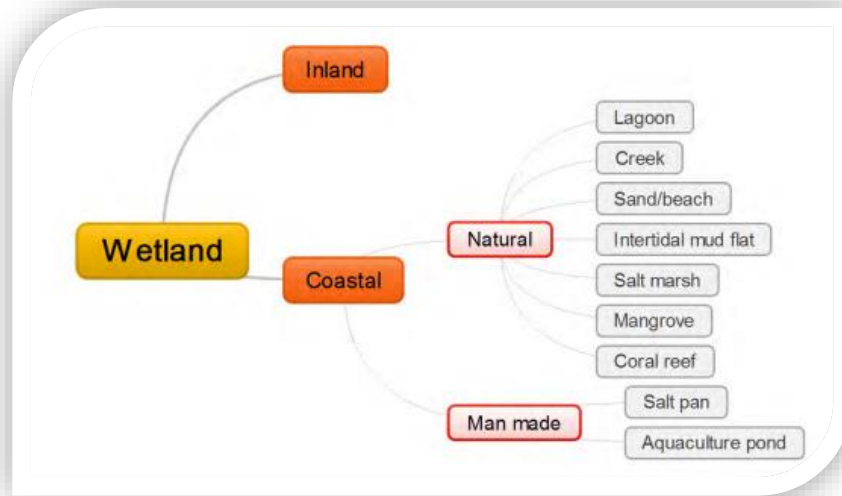 Inland
Wetland
Coastal
Natural
Lagoon
Creek
Sand/beach
Intertidal mud flat
Salt marsh
Mangrove
Coral reef
Man made
Salt pan
Aquaculture pond